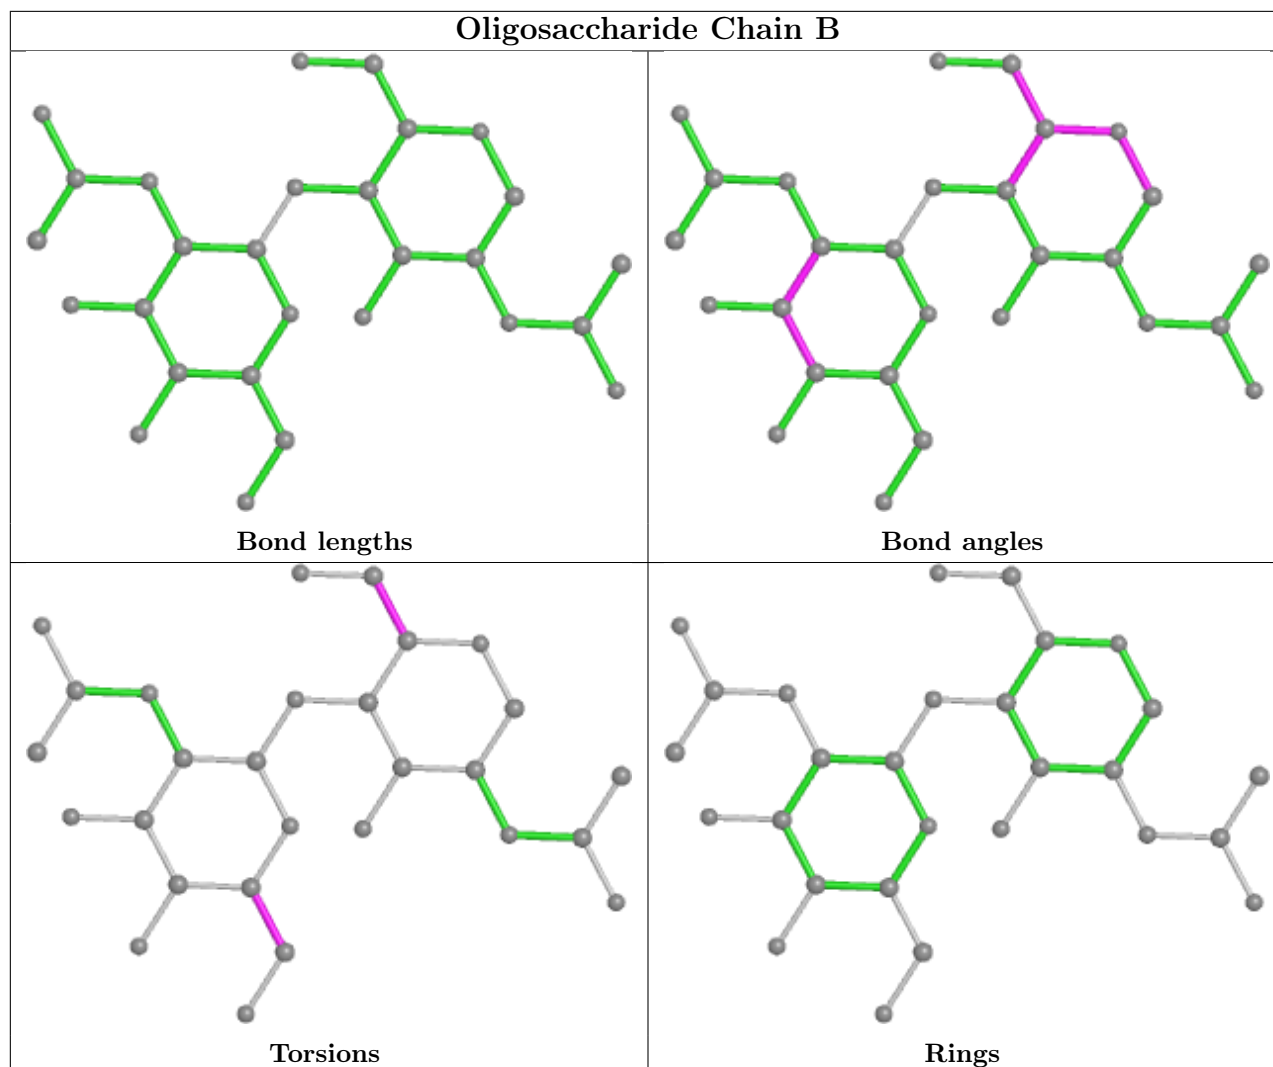 Oligosaccharide Chain B
Bond lengths
Bond angles
Torsions
Rings